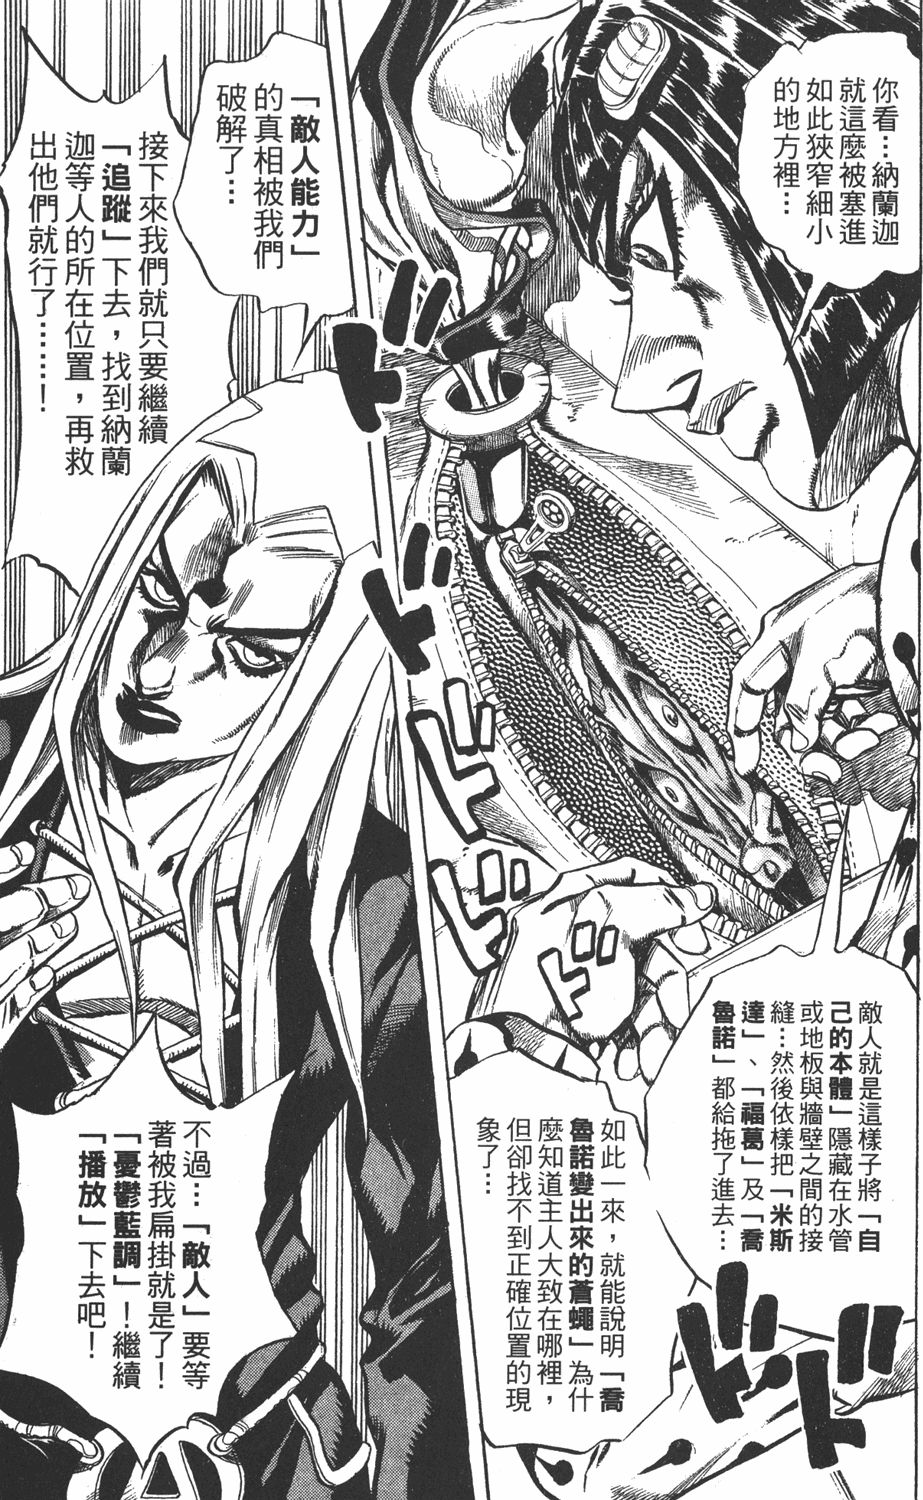 你看…納蘭迦
就這麼被塞進
如此狹窄細小
的地方裡…
敵人就是這樣子將「自
己的本體」隱藏在水管
或地板與牆壁之間的接
縫…然後依樣把「米斯
達」、「福葛」及「喬
魯諾」都給拖了進去…
如此一來，就能說明「喬
魯諾變出來的蒼蠅」為什
麼知道主人大致在哪裡，
但卻找不到正確位置的現
象了…
「敵人能力」
的真相被我們
破解了…
接下來我們就只要繼續
「追蹤」下去，找到納蘭
迦等人的所在位置，再救
出他們就行了……！
不過…「敵人」要等
著被我扁掛就是了！
「憂鬱藍調」！繼續
「播放」下去吧！
ドド
ドド
ドド
ドド